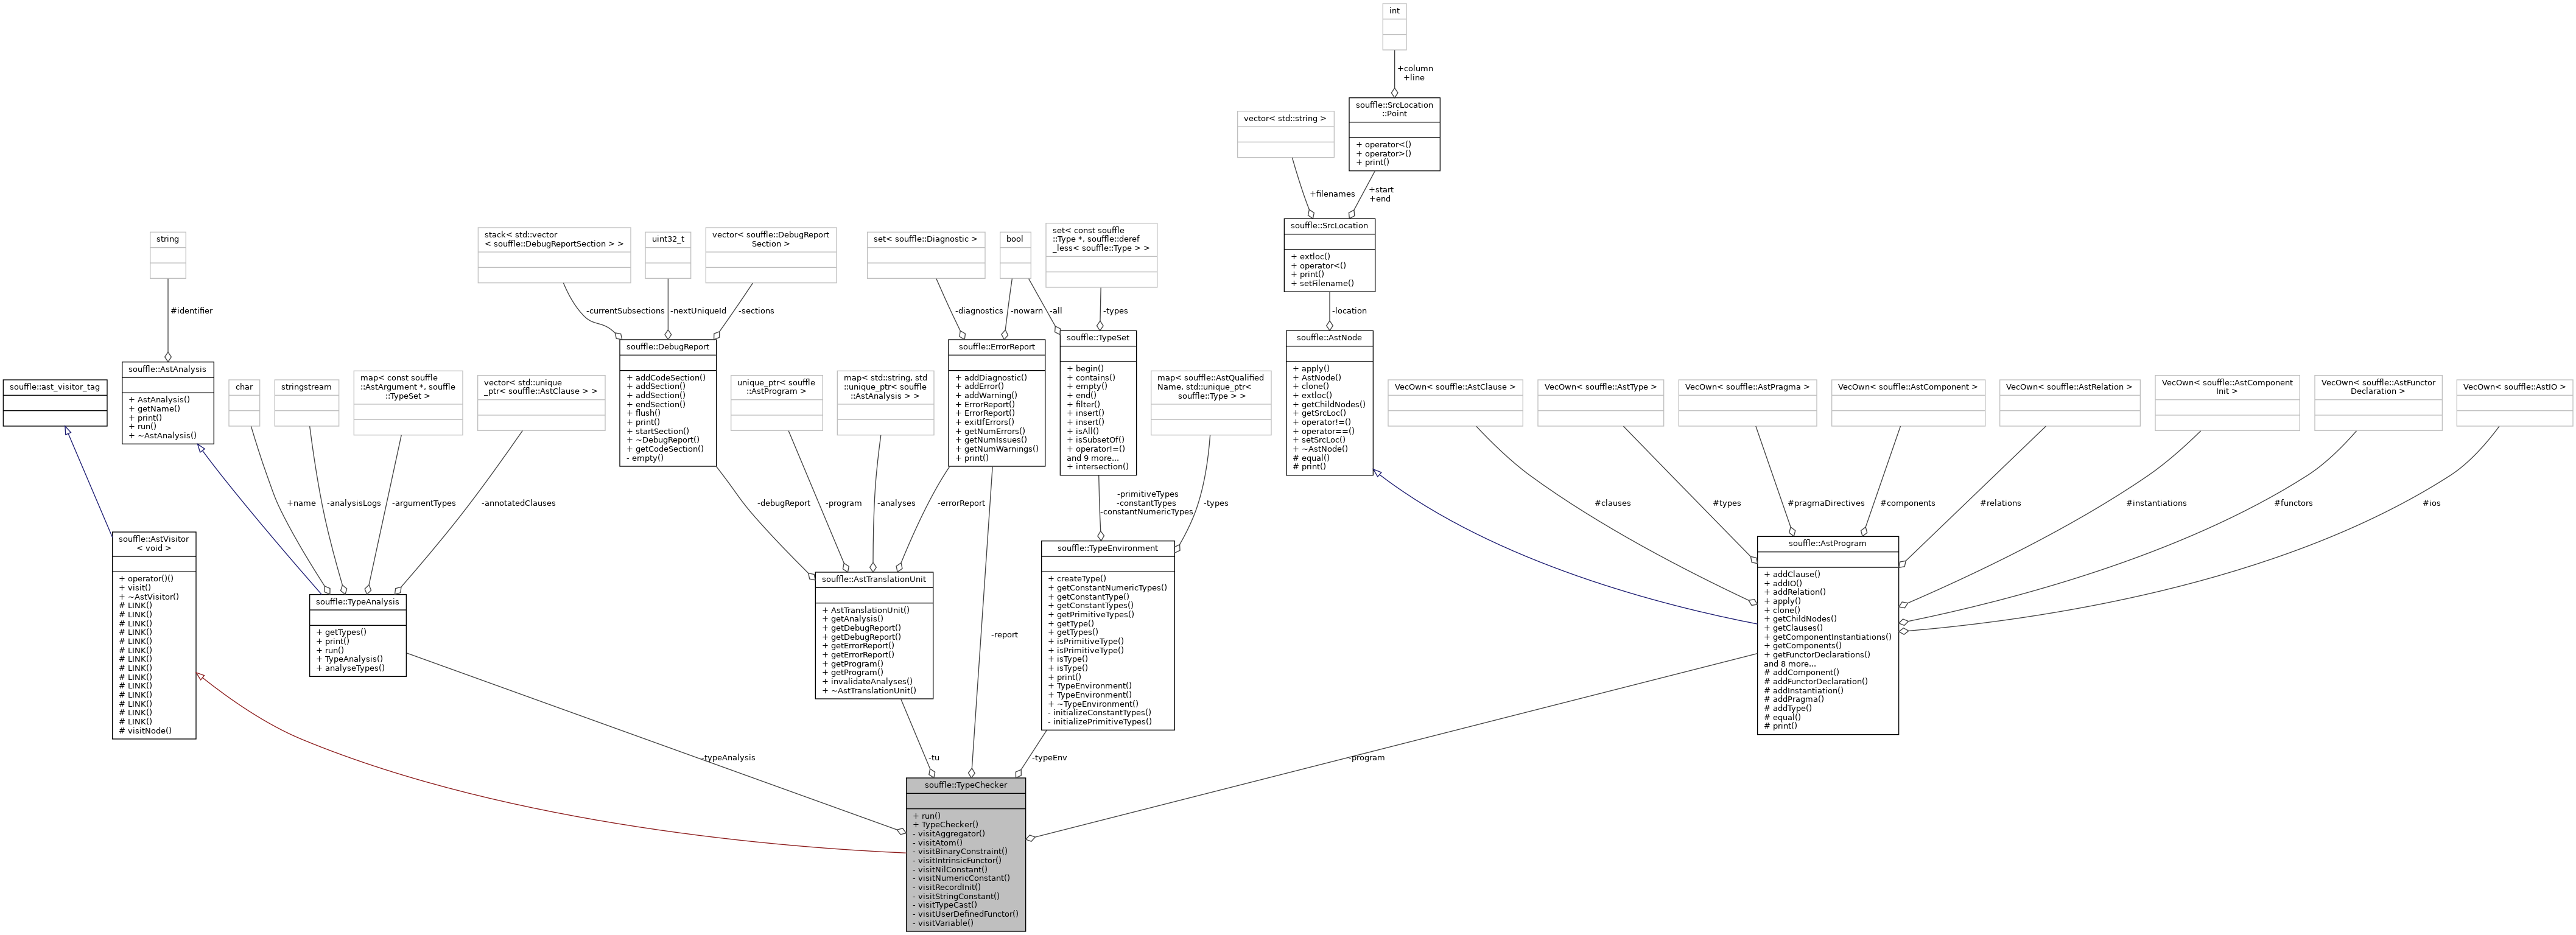 int
+column
+line
souffle::SrcLocation
::Point
+ operator<()
+ operator>()
+ print()
vector< std::string >
+filenames
+start
+end
souffle::SrcLocation
+ extloc()
+ operator<()
+ print()
+ setFilename()
-location
string
#identifier
stack< std::vector
< souffle::DebugReportSection > >
-currentSubsections
uint32_t
-nextUniqueId
vector< souffle::DebugReport
Section >
-sections
set< souffle::Diagnostic >
-diagnostics
bool
-nowarn
-all
set< const souffle
::Type *, souffle::deref
_less< souffle::Type > >
-types
souffle::ast_visitor_tag
souffle::AstAnalysis
+ AstAnalysis()
+ getName()
+ print()
+ run()
+ ~AstAnalysis()
char
+name
stringstream
-analysisLogs
map< const souffle
::AstArgument *, souffle
::TypeSet >
-argumentTypes
vector< std::unique
_ptr< souffle::AstClause > >
-annotatedClauses
souffle::DebugReport
+ addCodeSection()
+ addSection()
+ addSection()
+ endSection()
+ flush()
+ print()
+ startSection()
+ ~DebugReport()
+ getCodeSection()
- empty()
-debugReport
unique_ptr< souffle
::AstProgram >
-program
map< std::string, std
::unique_ptr< souffle
::AstAnalysis > >
-analyses
souffle::ErrorReport
+ addDiagnostic()
+ addError()
+ addWarning()
+ ErrorReport()
+ ErrorReport()
+ exitIfErrors()
+ getNumErrors()
+ getNumIssues()
+ getNumWarnings()
+ print()
-errorReport
souffle::TypeSet
+ begin()
+ contains()
+ empty()
+ end()
+ filter()
+ insert()
+ insert()
+ isAll()
+ isSubsetOf()
+ operator!=()
and 9 more...
+ intersection()
-primitiveTypes
-constantTypes
-constantNumericTypes
map< souffle::AstQualified
Name, std::unique_ptr<
souffle::Type > >
-types
souffle::AstNode
+ apply()
+ AstNode()
+ clone()
+ extloc()
+ getChildNodes()
+ getSrcLoc()
+ operator!=()
+ operator==()
+ setSrcLoc()
+ ~AstNode()
# equal()
# print()
VecOwn< souffle::AstClause >
#clauses
VecOwn< souffle::AstType >
#types
VecOwn< souffle::AstPragma >
#pragmaDirectives
VecOwn< souffle::AstComponent >
#components
VecOwn< souffle::AstRelation >
#relations
VecOwn< souffle::AstComponent
Init >
#instantiations
VecOwn< souffle::AstFunctor
Declaration >
#functors
VecOwn< souffle::AstIO >
#ios
souffle::AstVisitor
< void >
+ operator()()
+ visit()
+ ~AstVisitor()
# LINK()
# LINK()
# LINK()
# LINK()
# LINK()
# LINK()
# LINK()
# LINK()
# LINK()
# LINK()
# LINK()
# LINK()
# LINK()
# LINK()
# visitNode()
souffle::TypeAnalysis
+ getTypes()
+ print()
+ run()
+ TypeAnalysis()
+ analyseTypes()
-typeAnalysis
souffle::AstTranslationUnit
+ AstTranslationUnit()
+ getAnalysis()
+ getDebugReport()
+ getDebugReport()
+ getErrorReport()
+ getErrorReport()
+ getProgram()
+ getProgram()
+ invalidateAnalyses()
+ ~AstTranslationUnit()
-tu
-report
souffle::TypeEnvironment
+ createType()
+ getConstantNumericTypes()
+ getConstantType()
+ getConstantTypes()
+ getPrimitiveTypes()
+ getType()
+ getTypes()
+ isPrimitiveType()
+ isPrimitiveType()
+ isType()
+ isType()
+ print()
+ TypeEnvironment()
+ TypeEnvironment()
+ ~TypeEnvironment()
- initializeConstantTypes()
- initializePrimitiveTypes()
-typeEnv
souffle::AstProgram
+ addClause()
+ addIO()
+ addRelation()
+ apply()
+ clone()
+ getChildNodes()
+ getClauses()
+ getComponentInstantiations()
+ getComponents()
+ getFunctorDeclarations()
and 8 more...
# addComponent()
# addFunctorDeclaration()
# addInstantiation()
# addPragma()
# addType()
# equal()
# print()
-program
souffle::TypeChecker
+ run()
+ TypeChecker()
- visitAggregator()
- visitAtom()
- visitBinaryConstraint()
- visitIntrinsicFunctor()
- visitNilConstant()
- visitNumericConstant()
- visitRecordInit()
- visitStringConstant()
- visitTypeCast()
- visitUserDefinedFunctor()
- visitVariable()